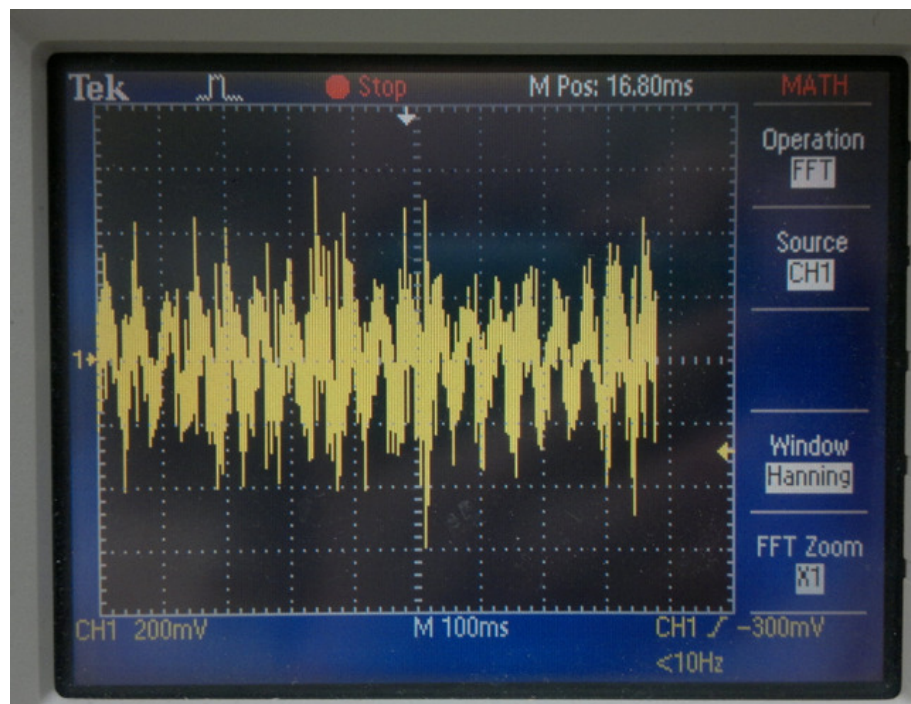 Tek Stop M Pos: 16.80ms MATH
Operation
FFT
Source
CH1
1
Window
Hanning
FFT Zoom
X1
CH1 200mV M 100ms CH1 -300mV
<10Hz